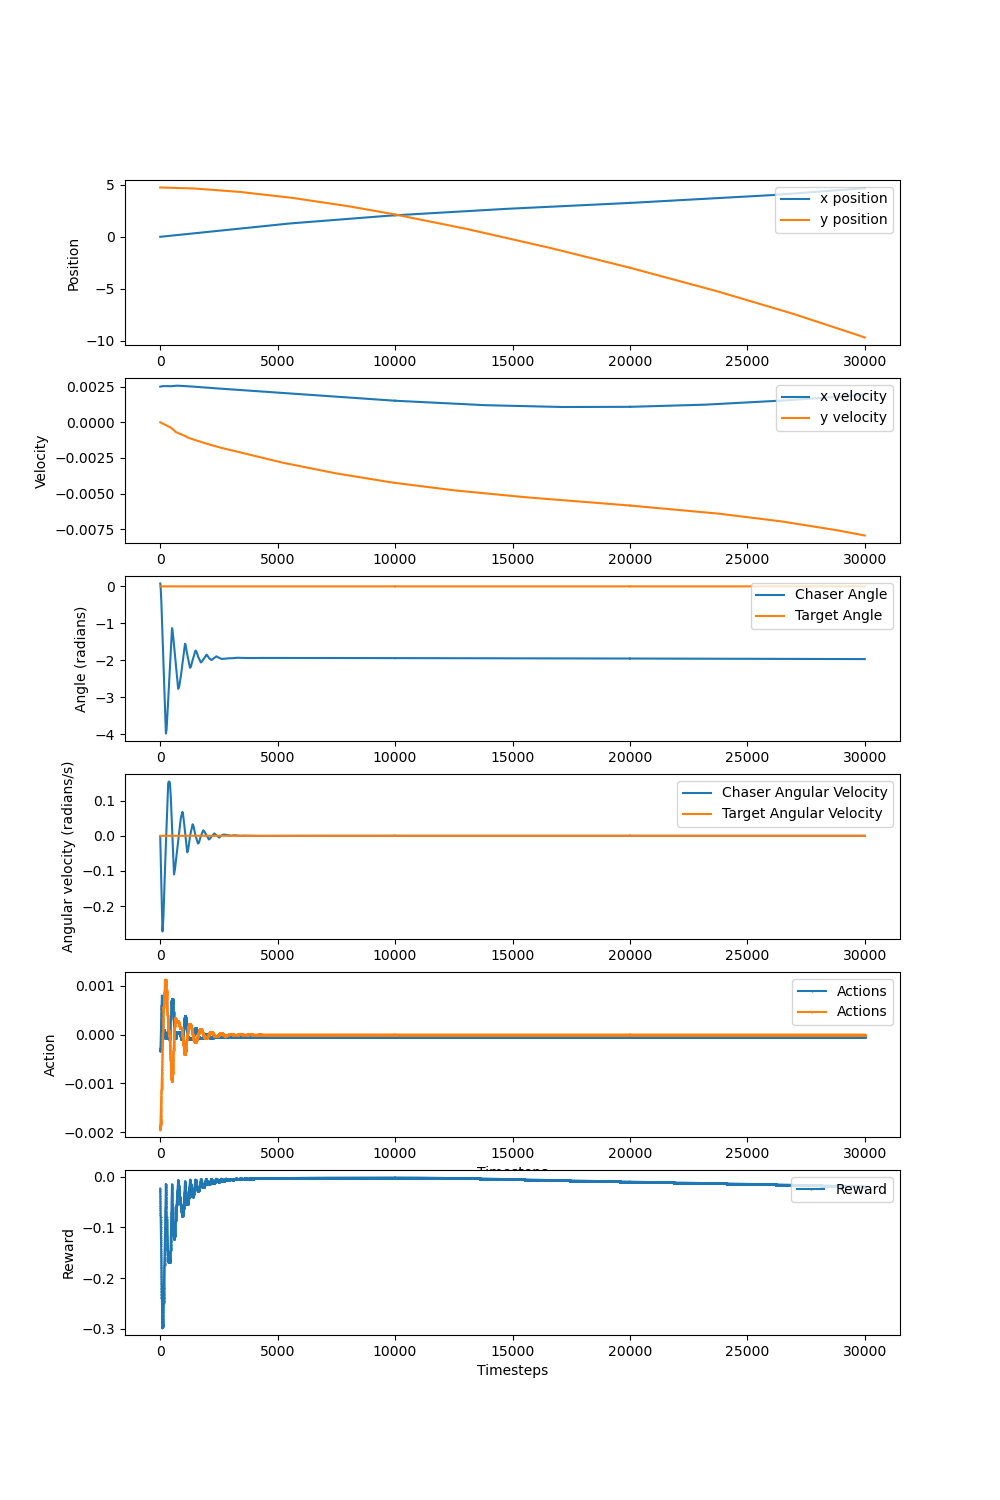 Position
5
0
−5
−10
x position
y position
0 5000 10000 15000 20000 25000 30000
Velocity
0.0025
0.0000
−0.0025
−0.0050
−0.0075
x velocity
y velocity
0 5000 10000 15000 20000 25000 30000
Angle (radians)
0
−1
−2
−3
−4
Chaser Angle
Target Angle
0 5000 10000 15000 20000 25000 30000
Angular velocity (radians/s)
0.1
0.0
−0.1
−0.2
Chaser Angular Velocity
Target Angular Velocity
0 5000 10000 15000 20000 25000 30000
Action
0.001
0.000
−0.001
−0.002
Actions
Actions
0 5000 10000 15000 20000 25000 30000
Timesteps
Reward
0.0
−0.1
−0.2
−0.3
Reward
0 5000 10000 15000 20000 25000 30000
Timesteps